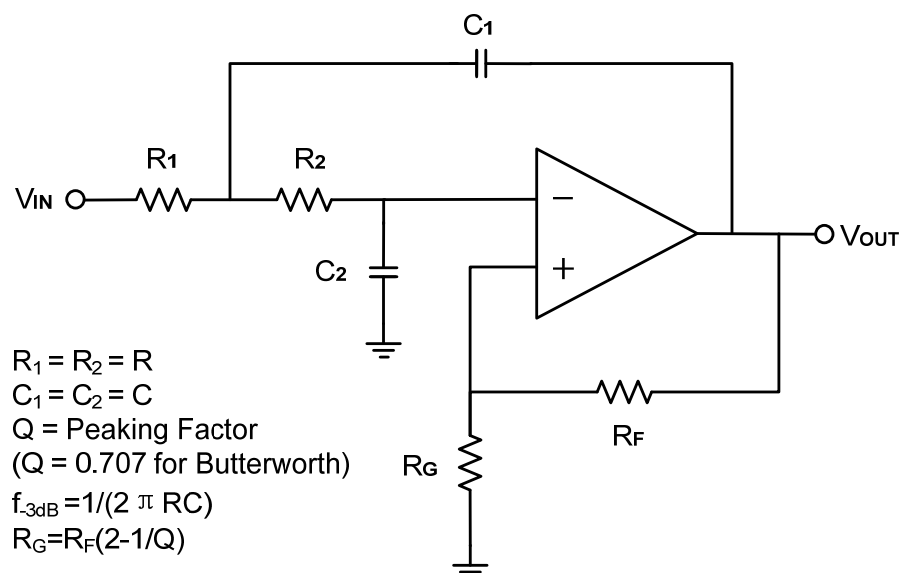 C1
R1
R2
VIN
−
VOUT
C2
+
R1 = R2 = R
C1 = C2 = C
Q = Peaking Factor
RF
(Q = 0.707 for Butterworth)
RG
f-3dB =1/(2 π RC)
RG=RF(2-1/Q)